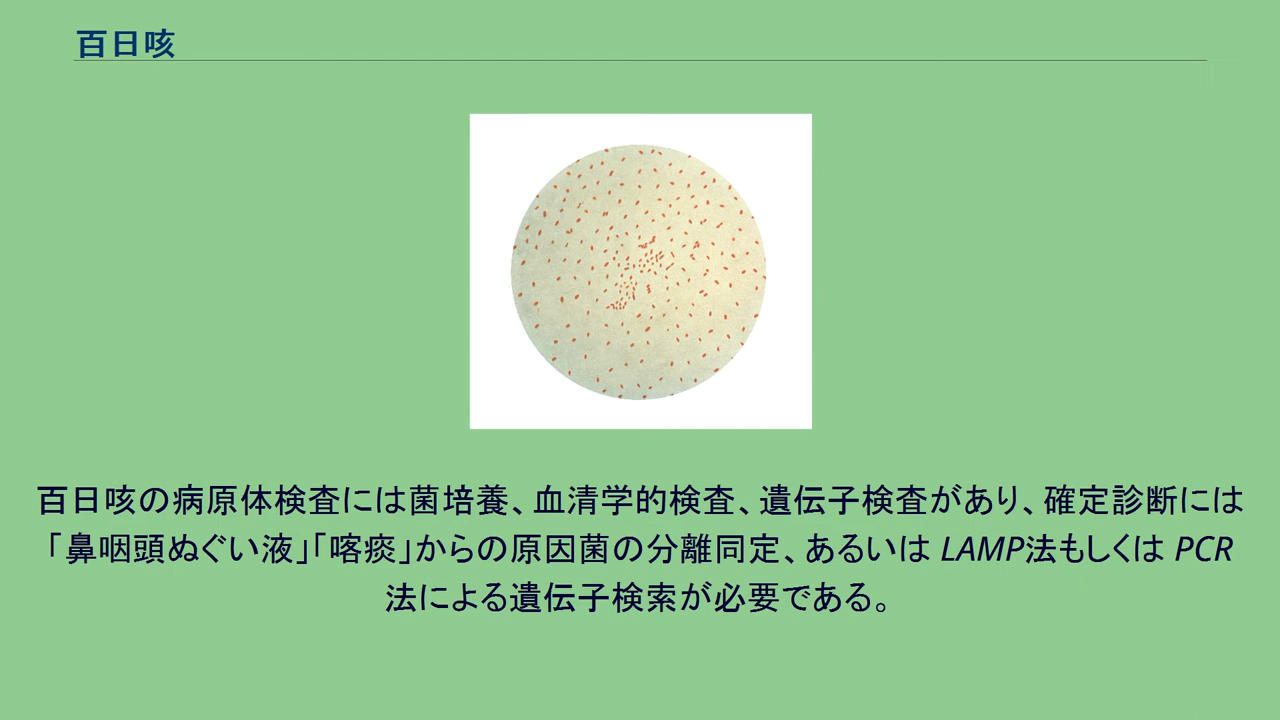 百日咳
百日咳の病原体検査には菌培養、血清学的検査、遺伝子検査があり、確定診断には
「鼻咽頭ぬぐい液」「喀痰」からの原因菌の分離同定、あるいは LAMP法もしくは PCR
法による遺伝子検索が必要である。